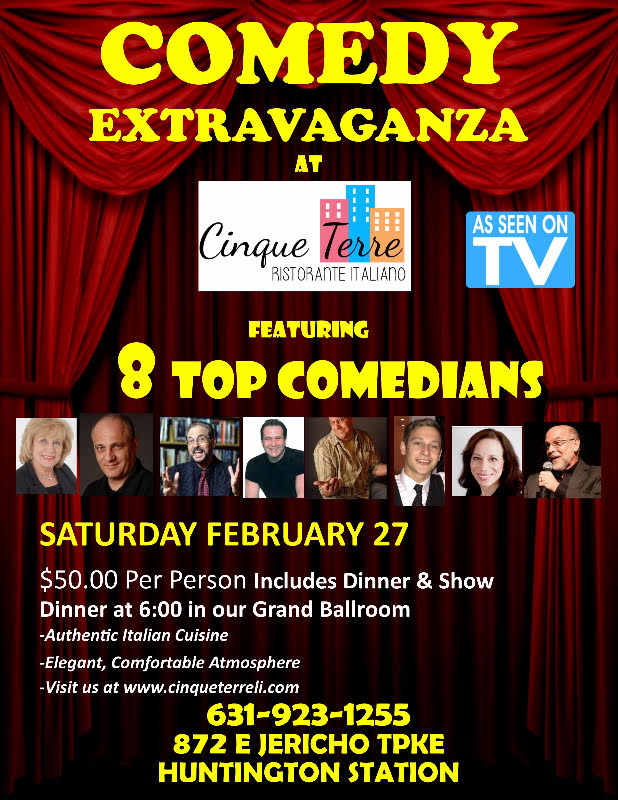 COMEDY
EXTRAVAGANZA
AT
Cinque Terre
RISTORANTE ITALIANO
AS SEEN ON
TV
FEATURING
8 TOP COMEDIANS
SATURDAY FEBRUARY 27
$50.00 Per Person Includes Dinner & Show
Dinner at 6:00 in our Grand Ballroom
-Authentic Italian Cuisine
-Elegant, Comfortable Atmosphere
-Visit us at www.cinqueterreli.com
631-923-1255
872 E JERICHO TPKE
HUNTINGTON STATION